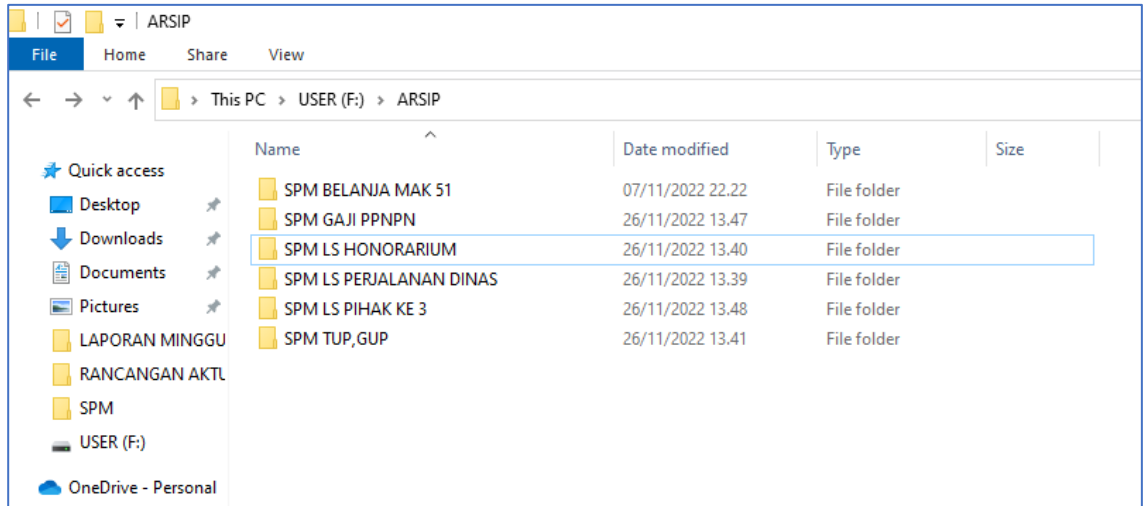 ARSIP
File Home Share View
This PC > USER (F:) > ARSIP
Name Date modified Type Size
Quick access
Desktop
Downloads
Documents
Pictures
LAPORAN MINGGU
RANCANGAN AKTU
SPM
USER (F:)
OneDrive - Personal
SPM BELANJA MAK 51 07/11/2022 22.22 File folder
SPM GAJI PPNPN 26/11/2022 13.47 File folder
SPM LS HONORARIUM 26/11/2022 13.40 File folder
SPM LS PERJALANAN DINAS 26/11/2022 13.39 File folder
SPM LS PIHAK KE 3 26/11/2022 13.48 File folder
SPM TUP,GUP 26/11/2022 13.41 File folder